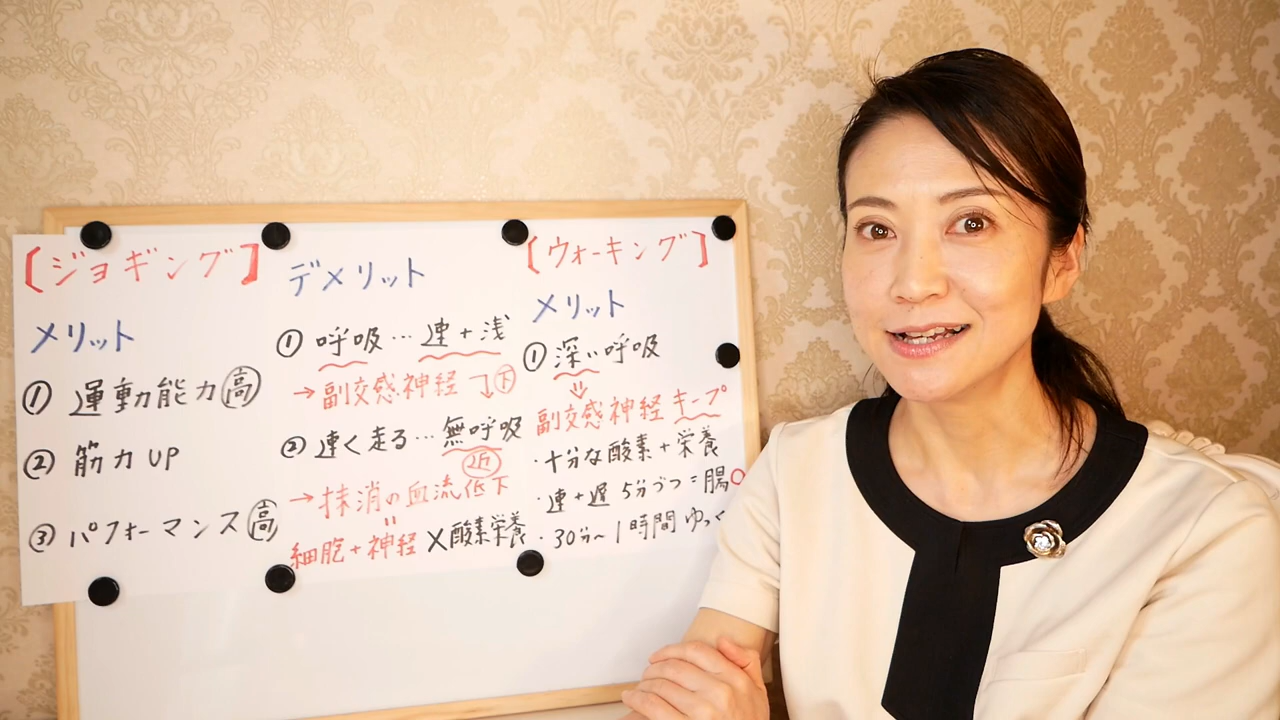 【ジョギング】
メリット
① 運動能力高
② 筋力UP
③ パフォーマンス高
デメリット
① 呼吸…速+浅
→副交感神経⤵下
② 速く走る…無呼吸
近
→抹消の血流低下
〃
細胞+神経×酸素栄養
【ウォーキング】
メリット
① 深い呼吸
⇓
副交感神経キープ
・十分な酸素+栄養
・速+遅 5分づつ=腸○
・30分〜1時間ゆっく